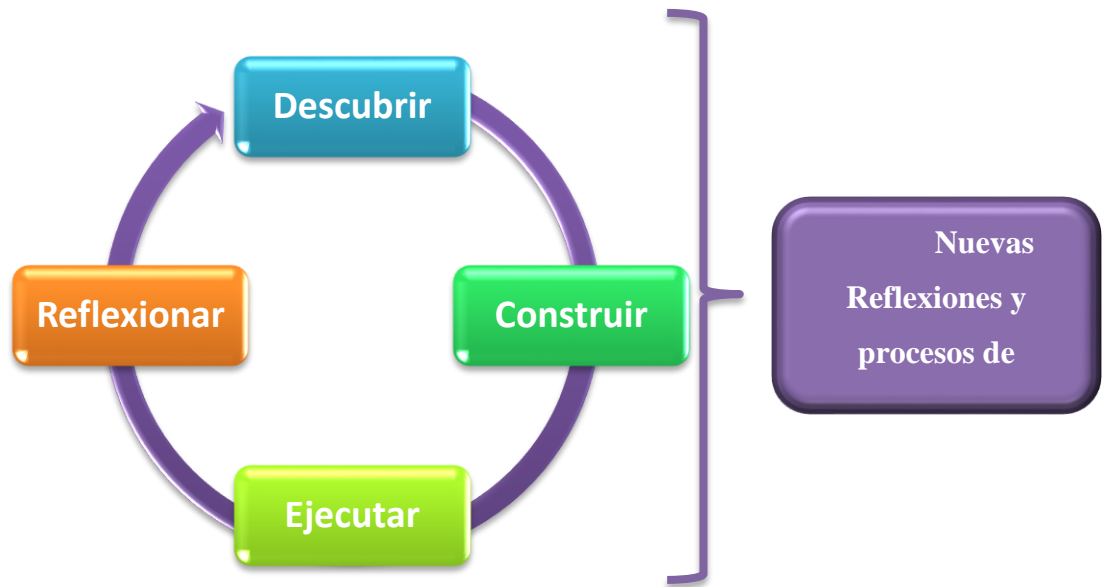 Descubrir
Reflexionar
Construir
Ejecutar
Nuevas
Reflexiones y
procesos de